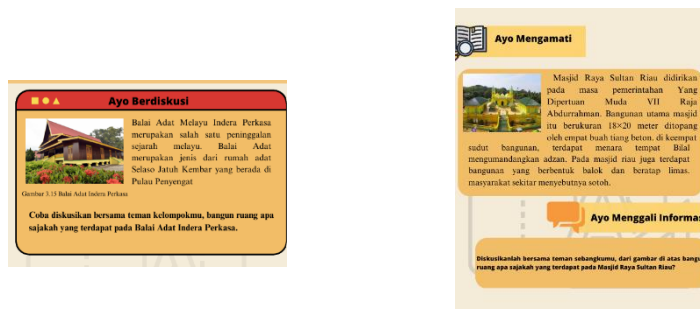 Ayo Berdiskusi
Balai Adat Melayu Indera Perkasa
merupakan salah satu peninggalan
sejarah melayu. Balai Adat
merupakan jenis dari rumah adat
Selaso Jatuh Kembar yang berada di
Pulau Penyengat
Gambar 3.15 Balai Adat Indera Perkasa
Coba diskusikan bersama teman kelompokmu, bangun ruang apa
sajakah yang terdapat pada Balai Adat Indera Perkasa.
Ayo Mengamati
Masjid Raya Sultan Riau didirikan
pada masa pemerintahan Yang
Dipertuan Muda VII Raja
Abdurrahman. Bangunan utama masjid
itu berukuran 18×20 meter ditopang
oleh empat buah tiang beton. di keempat
sudut bangunan, terdapat menara tempat Bilal
mengumandangkan adzan. Pada masjid riau juga terdapat
bangunan yang berbentuk balok dan beratap limas.
masyarakat sekitar menyebutnya sotoh.
Ayo Menggali Informas
Diskusikanlah bersama teman sebangkumu, dari gambar di atas bangu
ruang apa sajakah yang terdapat pada Masjid Raya Sultan Riau?